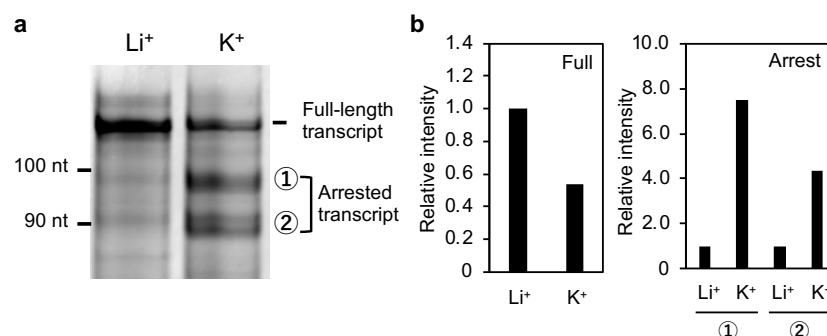 a
Li⁺ K⁺
Full-length
transcript
100 nt
①
Arrested
transcript
90 nt
②
b
Relative intensity
1.4
1.2
1.0
0.8
0.6
0.4
0.2
0
Full
Li⁺ K⁺
Relative intensity
10.0
8.0
6.0
4.0
2.0
0
Arrest
Li⁺ K⁺ Li⁺ K⁺
① ②